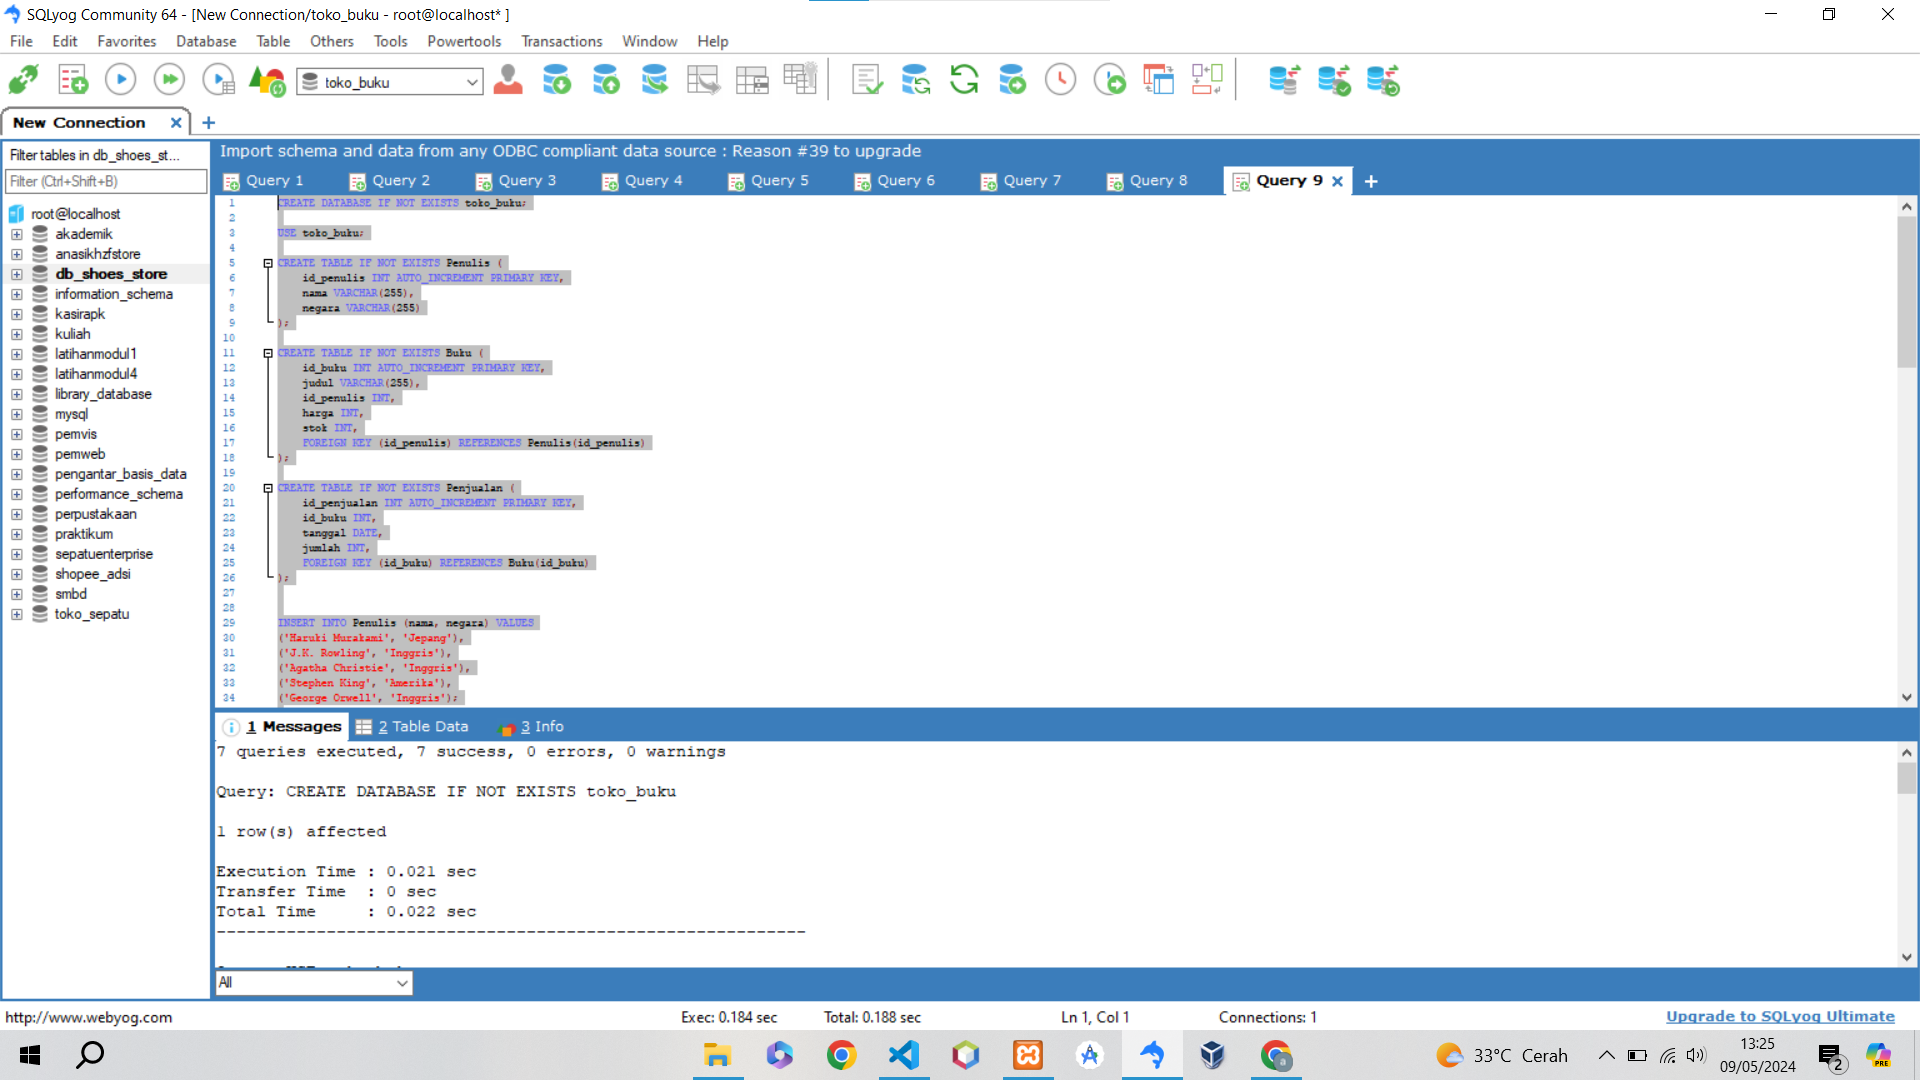 SQLyog Community 64 - [New Connection/toko_buku - root@localhost* ]
File Edit Favorites Database Table Others Tools Powertools Transactions Window Help
toko_buku
New Connection
Filter tables in db_shoes_st...
Filter (Ctrl+Shift+B)
root@localhost
akademik
anasikhzfstore
db_shoes_store
information_schema
kasirapk
kuliah
latihanmodul1
latihanmodul4
library_database
mysql
pemvis
pemweb
pengantar_basis_data
performance_schema
perpustakaan
praktikum
sepatuenterprise
shopee_adsi
smbd
toko_sepatu
Import schema and data from any ODBC compliant data source : Reason #39 to upgrade
Query 1 Query 2 Query 3 Query 4 Query 5 Query 6 Query 7 Query 8 Query 9
1 CREATE DATABASE IF NOT EXISTS toko_buku;
2
3 USE toko_buku;
4
5 CREATE TABLE IF NOT EXISTS Penulis (
6 id_penulis INT AUTO_INCREMENT PRIMARY KEY,
7 nama VARCHAR(255),
8 negara VARCHAR(255)
9 );
10
11 CREATE TABLE IF NOT EXISTS Buku (
12 id_buku INT AUTO_INCREMENT PRIMARY KEY,
13 judul VARCHAR(255),
14 id_penulis INT,
15 harga INT,
16 stok INT,
17 FOREIGN KEY (id_penulis) REFERENCES Penulis(id_penulis)
18 );
19
20 CREATE TABLE IF NOT EXISTS Penjualan (
21 id_penjualan INT AUTO_INCREMENT PRIMARY KEY,
22 id_buku INT,
23 tanggal DATE,
24 jumlah INT,
25 FOREIGN KEY (id_buku) REFERENCES Buku(id_buku)
26 );
27
28
29 INSERT INTO Penulis (nama, negara) VALUES
30 ('Haruki Murakami', 'Jepang'),
31 ('J.K. Rowling', 'Inggris'),
32 ('Agatha Christie', 'Inggris'),
33 ('Stephen King', 'Amerika'),
34 ('George Orwell', 'Inggris');
1 Messages 2 Table Data 3 Info
7 queries executed, 7 success, 0 errors, 0 warnings
Query: CREATE DATABASE IF NOT EXISTS toko_buku
1 row(s) affected
Execution Time : 0.021 sec
Transfer Time : 0 sec
Total Time : 0.022 sec
---------------------------------------------------------
All
http://www.webyog.com
Exec: 0.184 sec Total: 0.188 sec Ln 1, Col 1 Connections: 1 Upgrade to SQLyog Ultimate
33°C Cerah
13:25
09/05/2024
2
PRE